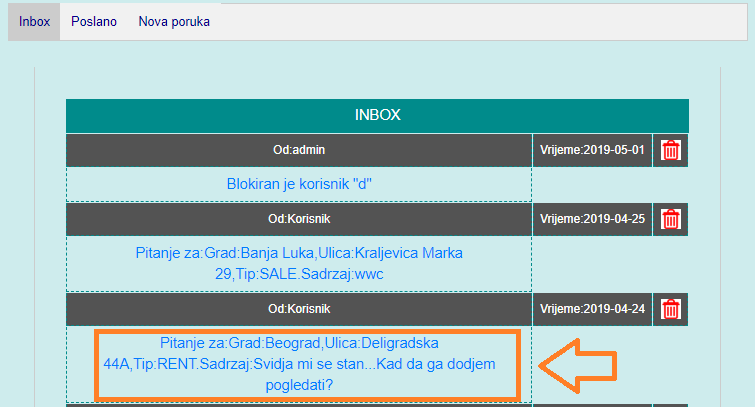 Inbox Poslano Nova poruka
INBOX
Od:admin Vrijeme:2019-05-01
Blokiran je korisnik "d"
Od:Korisnik Vrijeme:2019-04-25
Pitanje za:Grad:Banja Luka,Ulica:Kraljevica Marka
29,Tip:SALE.Sadrzaj:wwc
Od:Korisnik Vrijeme:2019-04-24
Pitanje za:Grad:Beograd,Ulica:Deligradska
44A,Tip:RENT.Sadrzaj:Svidja mi se stan...Kad da ga dodjem
pogledati?